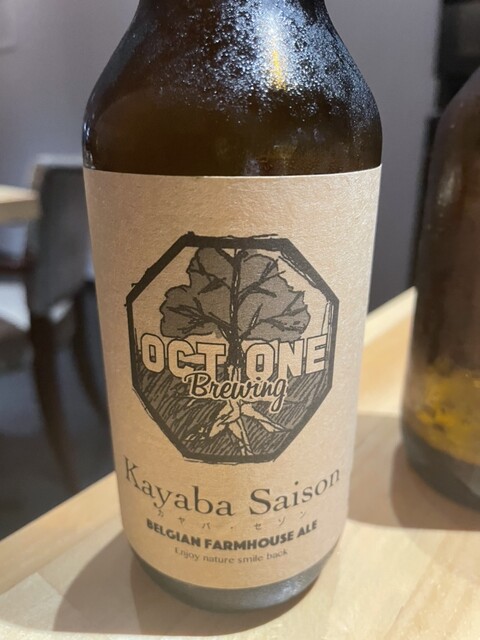 OCT ONE
Brewing
Kayaba Saison
カヤバ・セゾン
BELGIAN FARMHOUSE ALE
Enjoy nature smile back